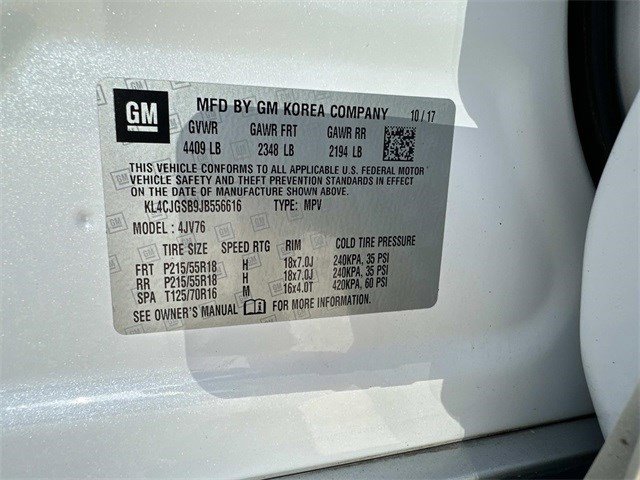 GM
MFD BY GM KOREA COMPANY 10/17
GVWR GAWR FRT GAWR RR
4409 LB 2348 LB 2194 LB
THIS VEHICLE CONFORMS TO ALL APPLICABLE U.S. FEDERAL MOTOR
VEHICLE SAFETY AND THEFT PREVENTION STANDARDS IN EFFECT
ON THE DATE OF MANUFACTURE SHOWN ABOVE.
KL4CJGSB9JB556616 TYPE: MPV
MODEL: 4JV76
TIRE SIZE SPEED RTG RIM COLD TIRE PRESSURE
FRT P215/55R18 H 18x7.0J 240KPA, 35 PSI
RR P215/55R18 H 18x7.0J 240KPA, 35 PSI
SPA T125/70R16 M 16x4.0T 420KPA, 60 PSI
SEE OWNER'S MANUAL FOR MORE INFORMATION.